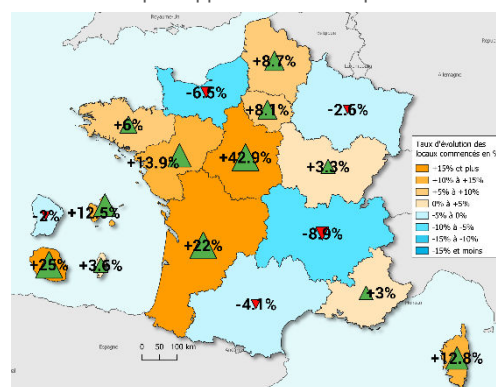 Royaume-Uni
Allemagne
+8.7%
-6.5%
+8.1%
-2.6%
+6%
+13.9%
+42.9%
+3.3%
Taux d'évolution des
locaux commencés en %
+15% et plus
+10% à +15%
+5% à +10%
0% à +5%
-5% à 0%
-10% à -5%
-15% à -10%
-15% et moins
-2%
+12.5%
+25%
+3.6%
+22%
-8.9%
-4.1%
+3%
+12.8%
Espagne
0 50 100 km